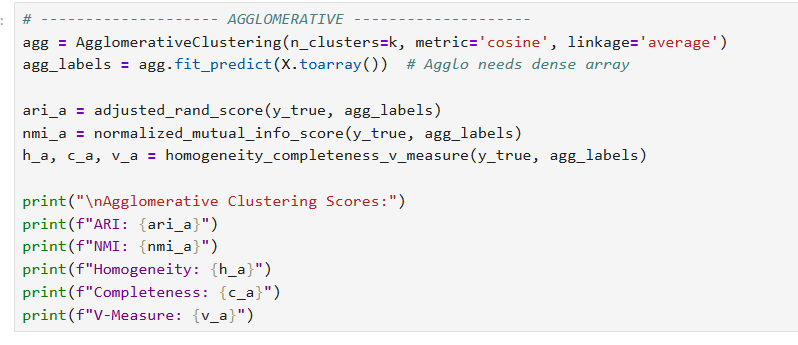 :
# ------------------- AGGLOMERATIVE -------------------
agg = AgglomerativeClustering(n_clusters=k, metric='cosine', linkage='average')
agg_labels = agg.fit_predict(X.toarray())  # Agglo needs dense array

ari_a = adjusted_rand_score(y_true, agg_labels)
nmi_a = normalized_mutual_info_score(y_true, agg_labels)
h_a, c_a, v_a = homogeneity_completeness_v_measure(y_true, agg_labels)

print("\nAgglomerative Clustering Scores:")
print(f"ARI: {ari_a}")
print(f"NMI: {nmi_a}")
print(f"Homogeneity: {h_a}")
print(f"Completeness: {c_a}")
print(f"V-Measure: {v_a}")